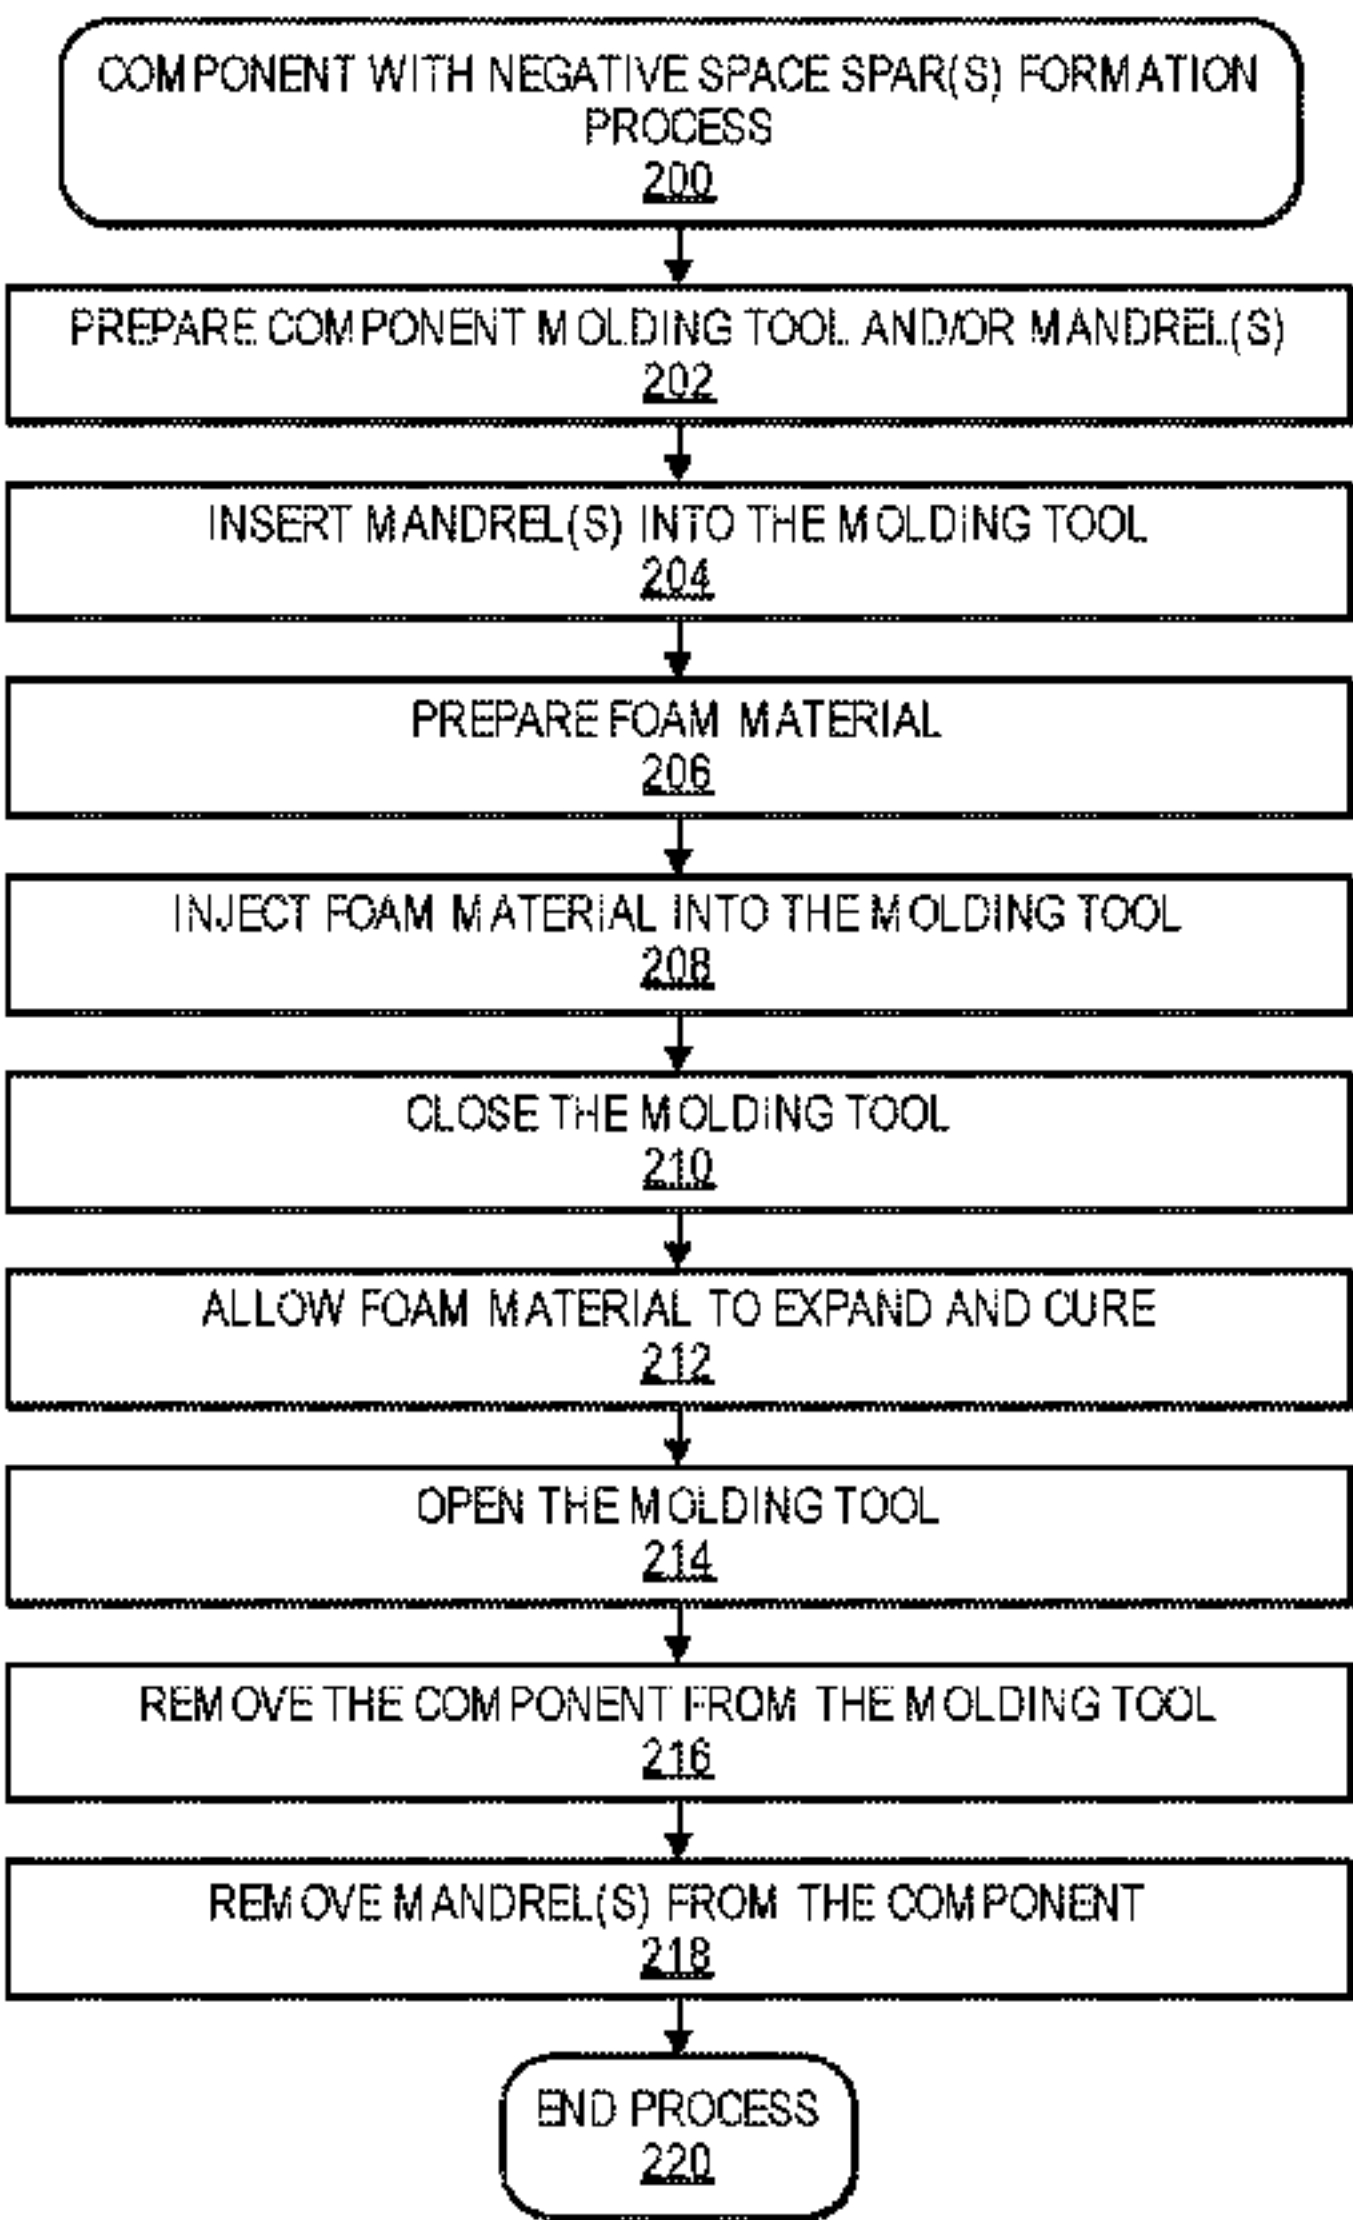 COMPONENT WITH NEGATIVE SPACE SPAR(S) FORMATION
PROCESS
200
PREPARE COMPONENT MOLDING TOOL AND/OR MANDREL(S)
202
INSERT MANDREL(S) INTO THE MOLDING TOOL
204
PREPARE FOAM MATERIAL
206
INJECT FOAM MATERIAL INTO THE MOLDING TOOL
208
CLOSE THE MOLDING TOOL
210
ALLOW FOAM MATERIAL TO EXPAND AND CURE
212
OPEN THE MOLDING TOOL
214
REMOVE THE COMPONENT FROM THE MOLDING TOOL
216
REMOVE MANDREL(S) FROM THE COMPONENT
218
END PROCESS
220